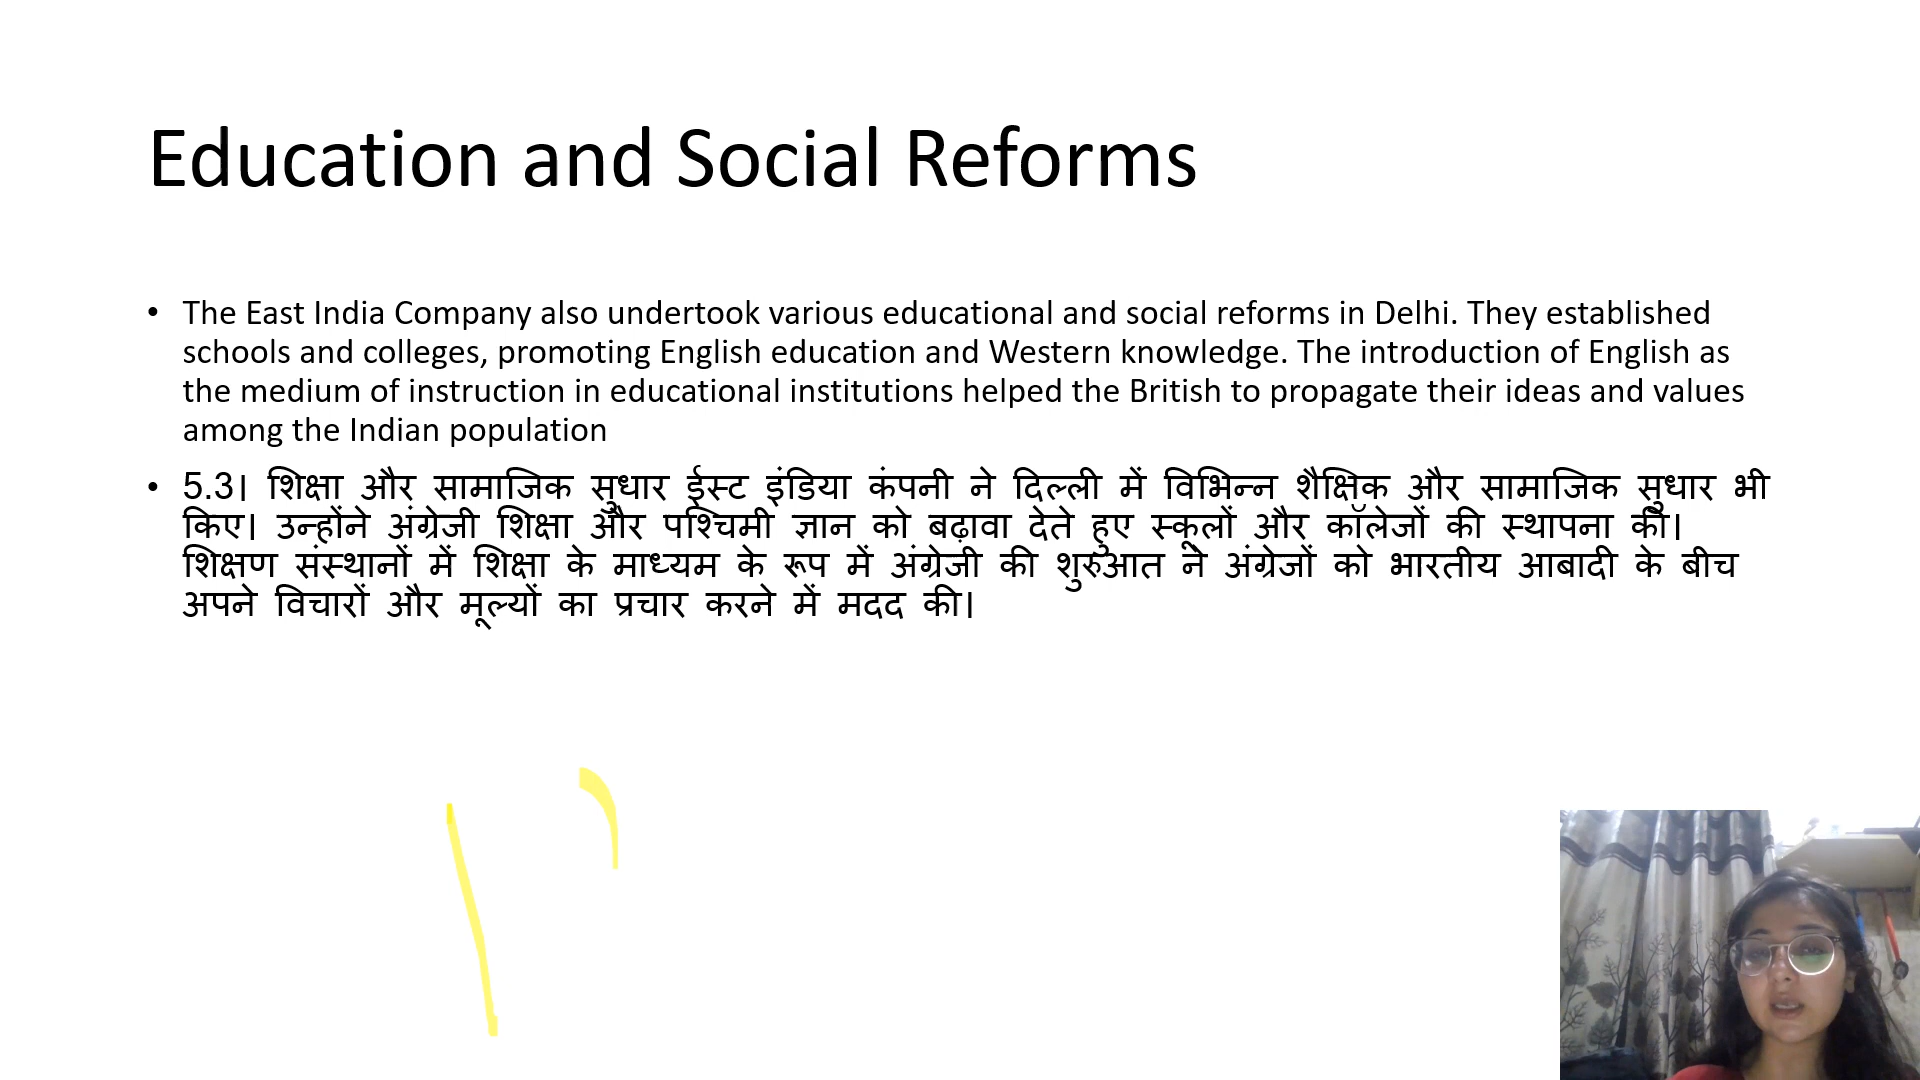 Education and Social Reforms
• The East India Company also undertook various educational and social reforms in Delhi. They established
schools and colleges, promoting English education and Western knowledge. The introduction of English as
the medium of instruction in educational institutions helped the British to propagate their ideas and values
among the Indian population
• 5.3। शिक्षा और सामाजिक सुधार ईस्ट इंडिया कंपनी ने दिल्ली में विभिन्न शैक्षिक और सामाजिक सुधार भी
किए। उन्होंने अंग्रेजी शिक्षा और पश्चिमी ज्ञान को बढ़ावा देते हुए स्कूलों और कॉलेजों की स्थापना की।
शिक्षण संस्थानों में शिक्षा के माध्यम के रूप में अंग्रेजी की शुरुआत ने अंग्रेजों को भारतीय आबादी के बीच
अपने विचारों और मूल्यों का प्रचार करने में मदद की।